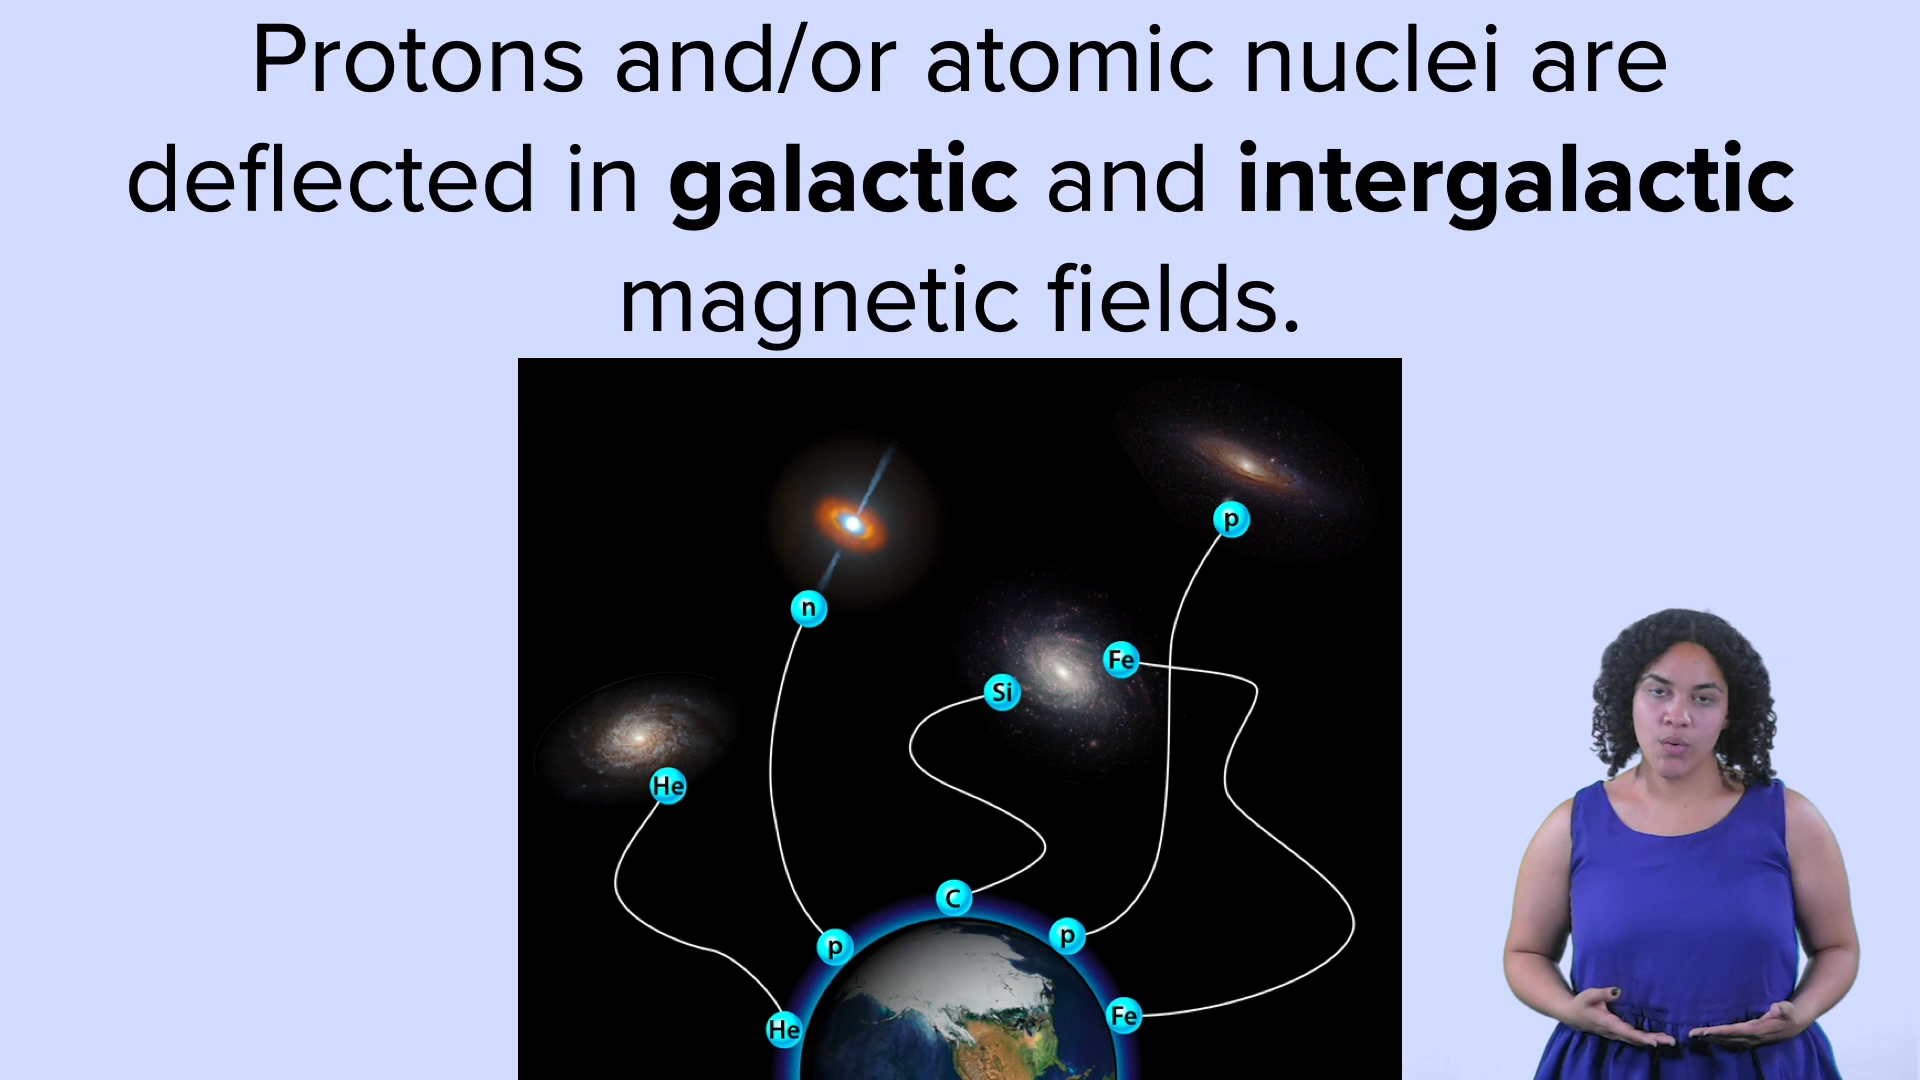 Protons and/or atomic nuclei are
deflected in galactic and intergalactic
magnetic fields.
p
n
Fe
Si
He
C
p
p
Fe
He